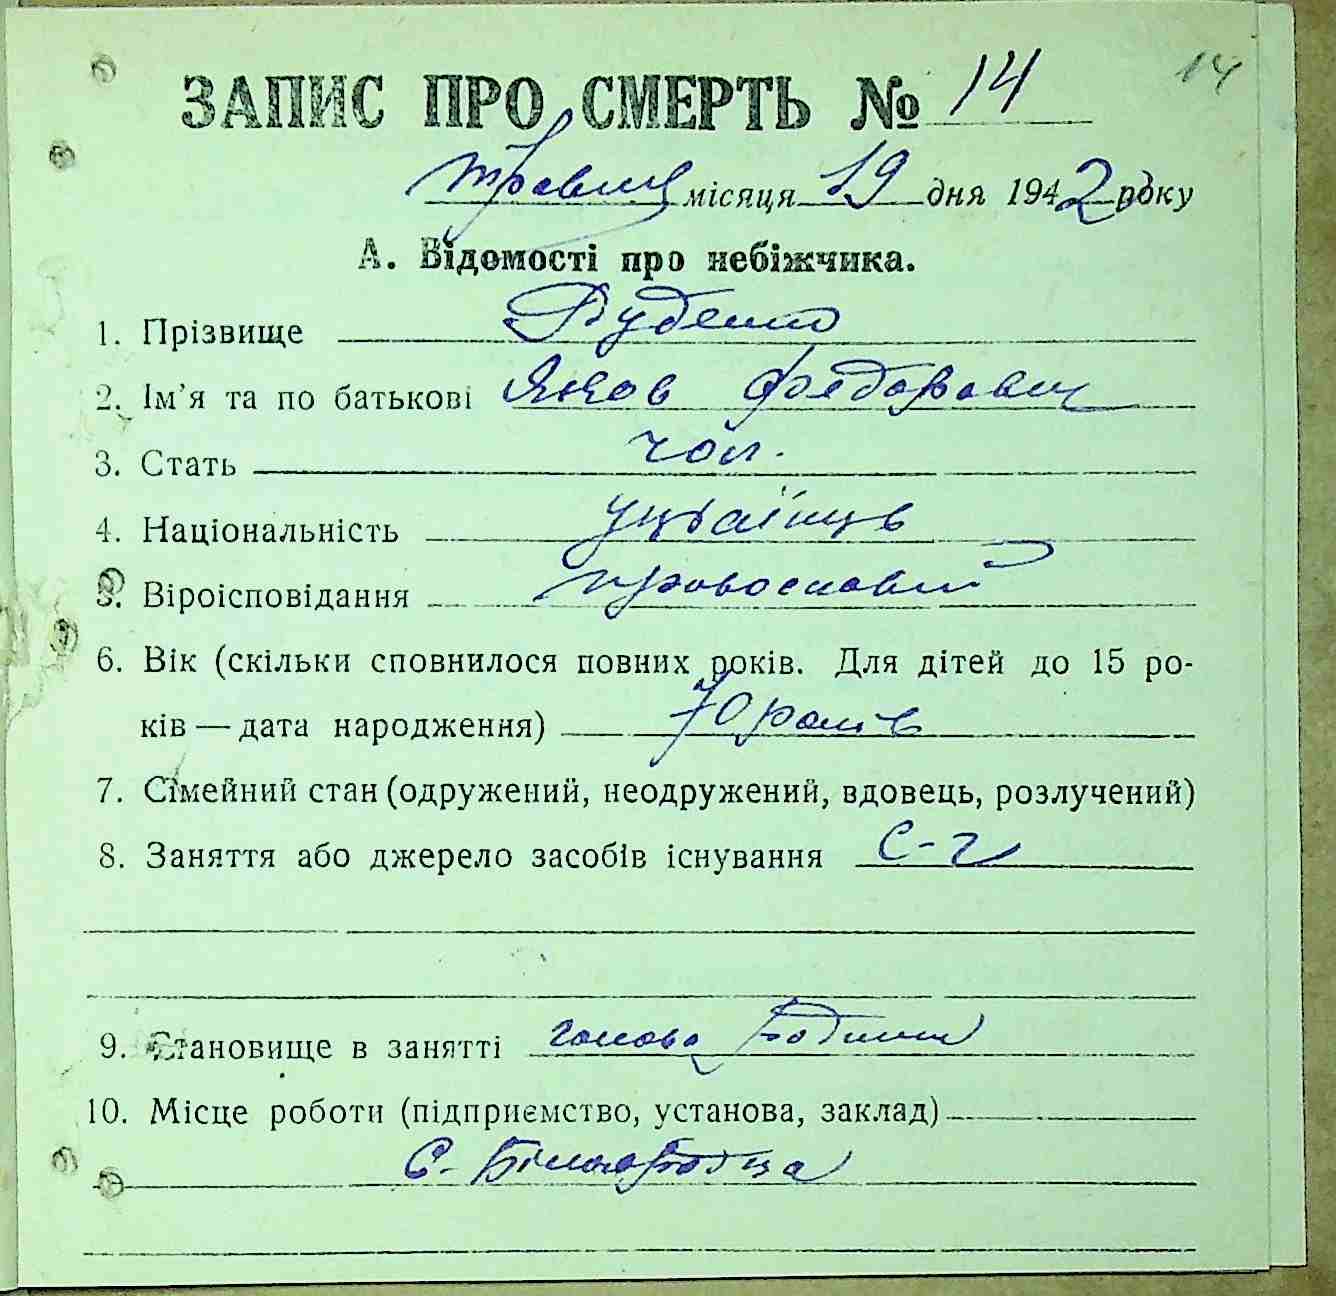 ЗАПИС ПРО СМЕРТЬ № 14 14
травня місяця 19 дня 1942 року
А. Відомості про небіжчика.
1. Прізвище Руденко
2. Ім'я та по батькові Яков Федорович
3. Стать чол.
4. Національність українць
5. Віроісповідання православний
6. Вік (скільки сповнилося повних років. Для дітей до 15 ро-
ків — дата народження) 70 років
7. Сімейний стан (одружений, неодружений, вдовець, розлучений)
8. Заняття або джерело засобів існування С-г
9. Становище в занятті голова родини
10. Місце роботи (підприємство, установа, заклад)
С. Білгородка